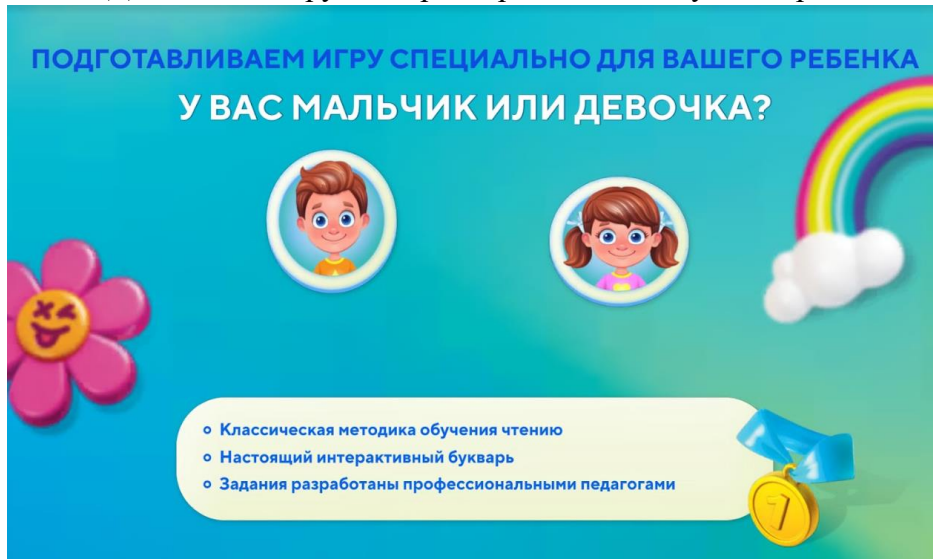 ПОДГОТАВЛИВАЕМ ИГРУ СПЕЦИАЛЬНО ДЛЯ ВАШЕГО РЕБЕНКА
У ВАС МАЛЬЧИК ИЛИ ДЕВОЧКА?
Классическая методика обучения чтению
Настоящий интерактивный букварь
Задания разработаны профессиональными педагогами
1